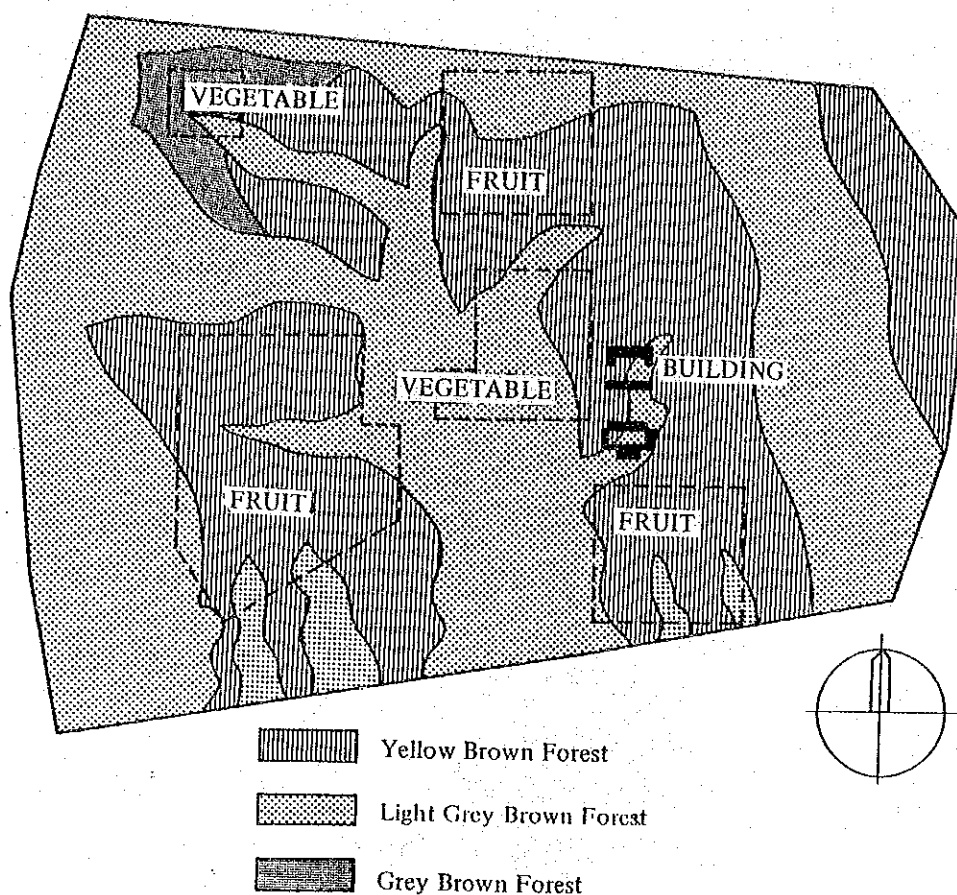 VEGETABLE
FRUIT
VEGETABLE
BUILDING
FRUIT
FRUIT
Yellow Brown Forest
Light Grey Brown Forest
Grey Brown Forest